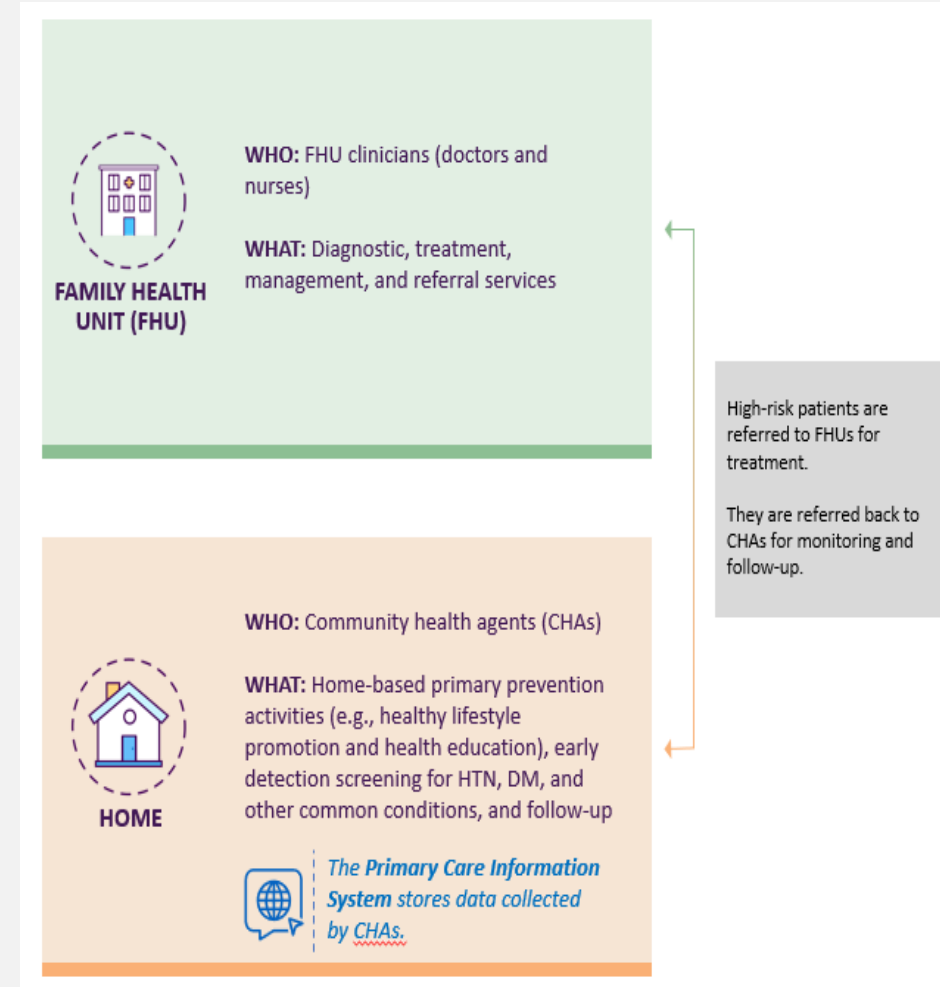 WHO: FHU clinicians (doctors and
nurses)
WHAT: Diagnostic, treatment,
management, and referral services
FAMILY HEALTH
UNIT (FHU)
High-risk patients are
referred to FHUs for
treatment.
They are referred back to
CHAs for monitoring and
follow-up.
WHO: Community health agents (CHAs)
WHAT: Home-based primary prevention
activities (e.g., healthy lifestyle
promotion and health education), early
detection screening for HTN, DM, and
other common conditions, and follow-up
HOME
The Primary Care Information
System stores data collected
by CHAs.